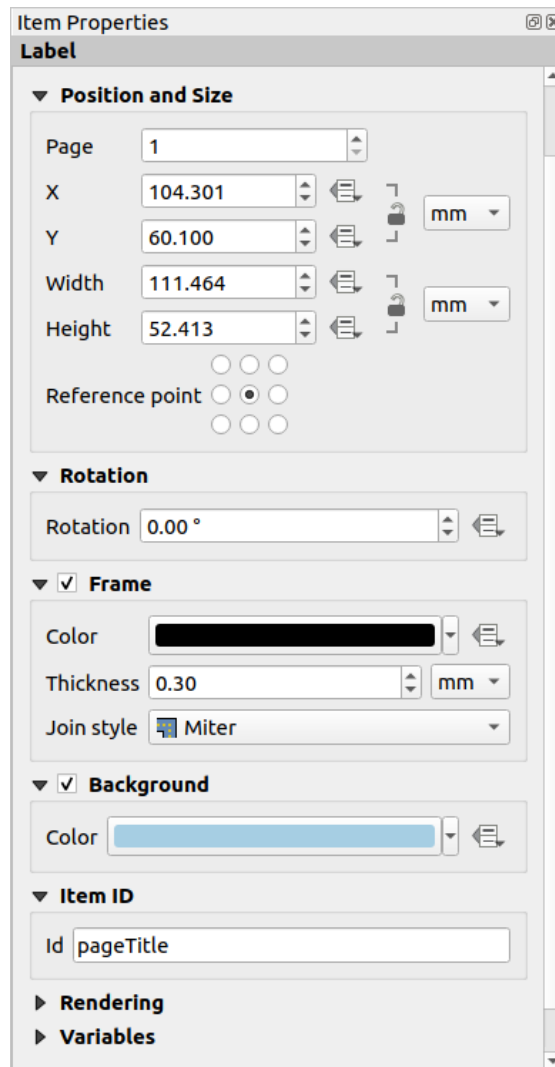 Item Properties
Label
Position and Size
Page 1
X 104.301
mm
Y 60.100
Width 111.464
mm
Height 52.413
Reference point
Rotation
Rotation 0.00 °
Frame
Color
Thickness 0.30 mm
Join style Miter
Background
Color
Item ID
Id pageTitle
Rendering
Variables